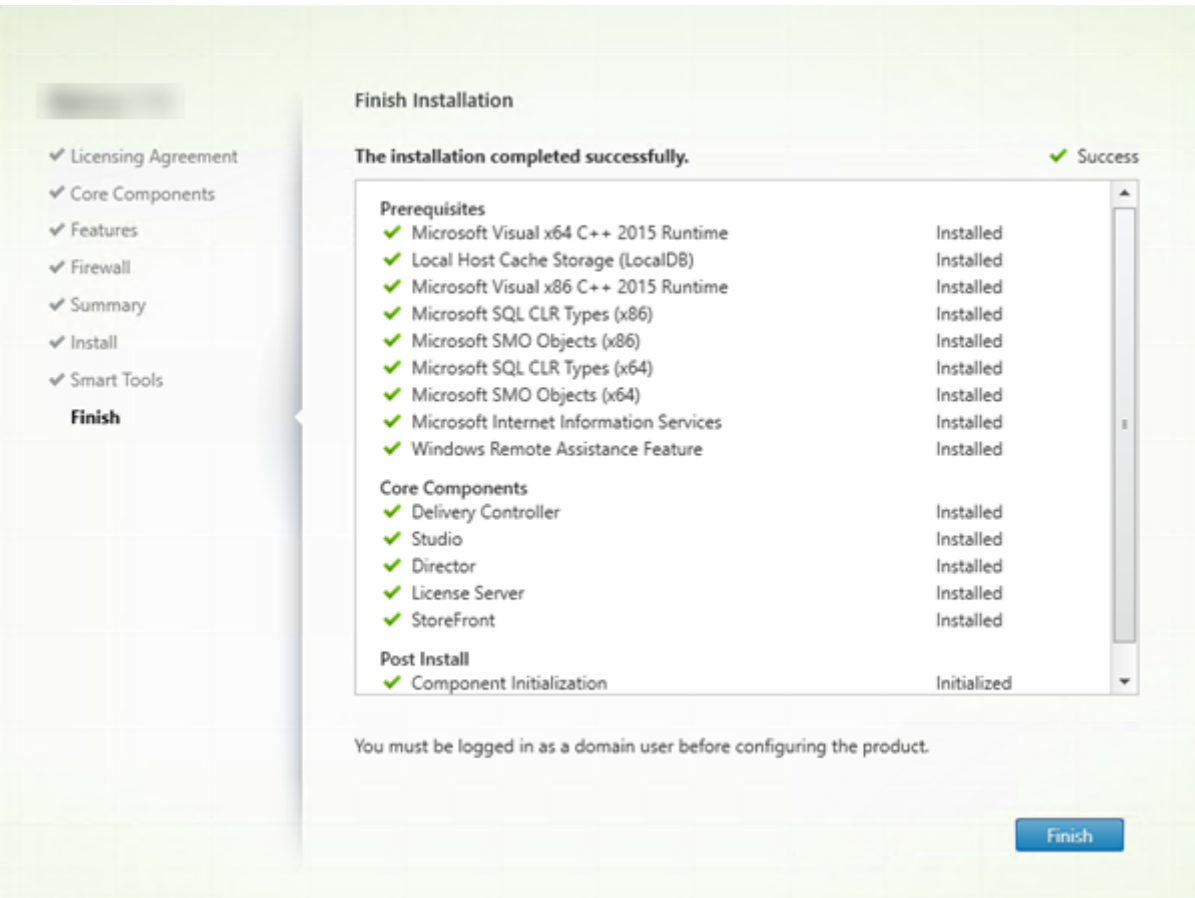 Licensing Agreement
Core Components
Features
Firewall
Summary
Install
Smart Tools
Finish
Finish Installation
The installation completed successfully. Success
Prerequisites
Microsoft Visual x64 C++ 2015 Runtime Installed
Local Host Cache Storage (LocalDB) Installed
Microsoft Visual x86 C++ 2015 Runtime Installed
Microsoft SQL CLR Types (x86) Installed
Microsoft SMO Objects (x86) Installed
Microsoft SQL CLR Types (x64) Installed
Microsoft SMO Objects (x64) Installed
Microsoft Internet Information Services Installed
Windows Remote Assistance Feature Installed
Core Components
Delivery Controller Installed
Studio Installed
Director Installed
License Server Installed
StoreFront Installed
Post Install
Component Initialization Initialized
You must be logged in as a domain user before configuring the product.
Finish